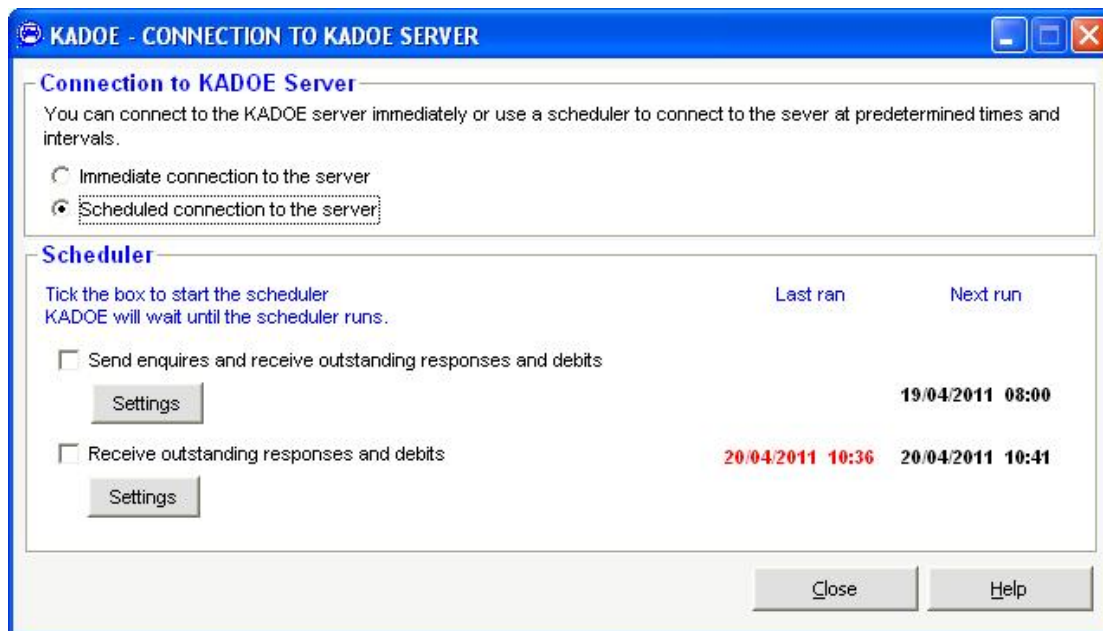 KADOE - CONNECTION TO KADOE SERVER
Connection to KADOE Server
You can connect to the KADOE server immediately or use a scheduler to connect to the sever at predetermined times and
intervals.
Immediate connection to the server
Scheduled connection to the server
Scheduler
Tick the box to start the scheduler
KADOE will wait until the scheduler runs.
Last ran
Next run
Send enquires and receive outstanding responses and debits
Settings
19/04/2011 08:00
Receive outstanding responses and debits
20/04/2011 10:36
20/04/2011 10:41
Settings
Close
Help